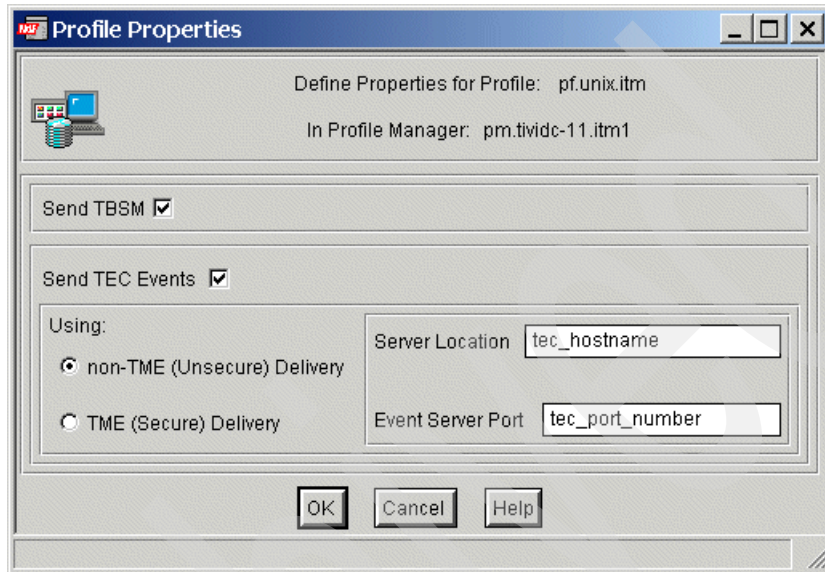 Profile Properties
Define Properties for Profile: pf.unix.itm
In Profile Manager: pm.tividc-11.itm1
Send TBSM
Send TEC Events
Using:
non-TME (Unsecure) Delivery
TME (Secure) Delivery
Server Location tec_hostname
Event Server Port tec_port_number
OK Cancel Help